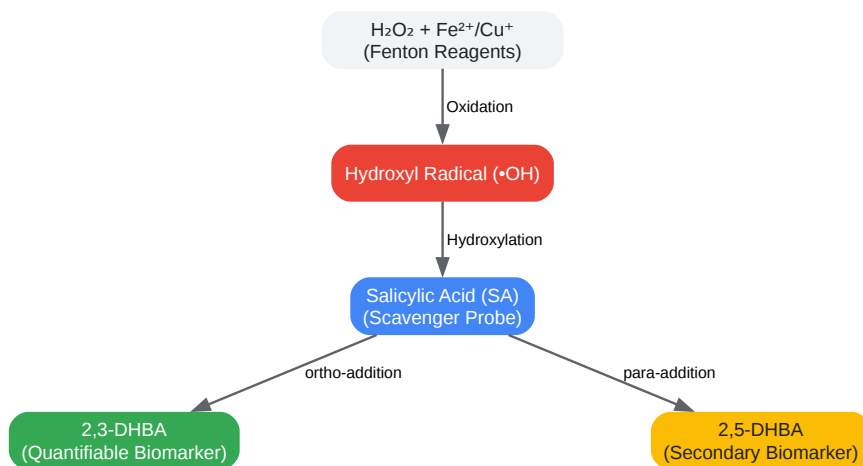 H₂O₂ + Fe²⁺/Cu⁺
(Fenton Reagents)
Oxidation
Hydroxyl Radical (•OH)
Hydroxylation
Salicylic Acid (SA)
(Scavenger Probe)
ortho-addition
para-addition
2,3-DHBA
(Quantifiable Biomarker)
2,5-DHBA
(Secondary Biomarker)